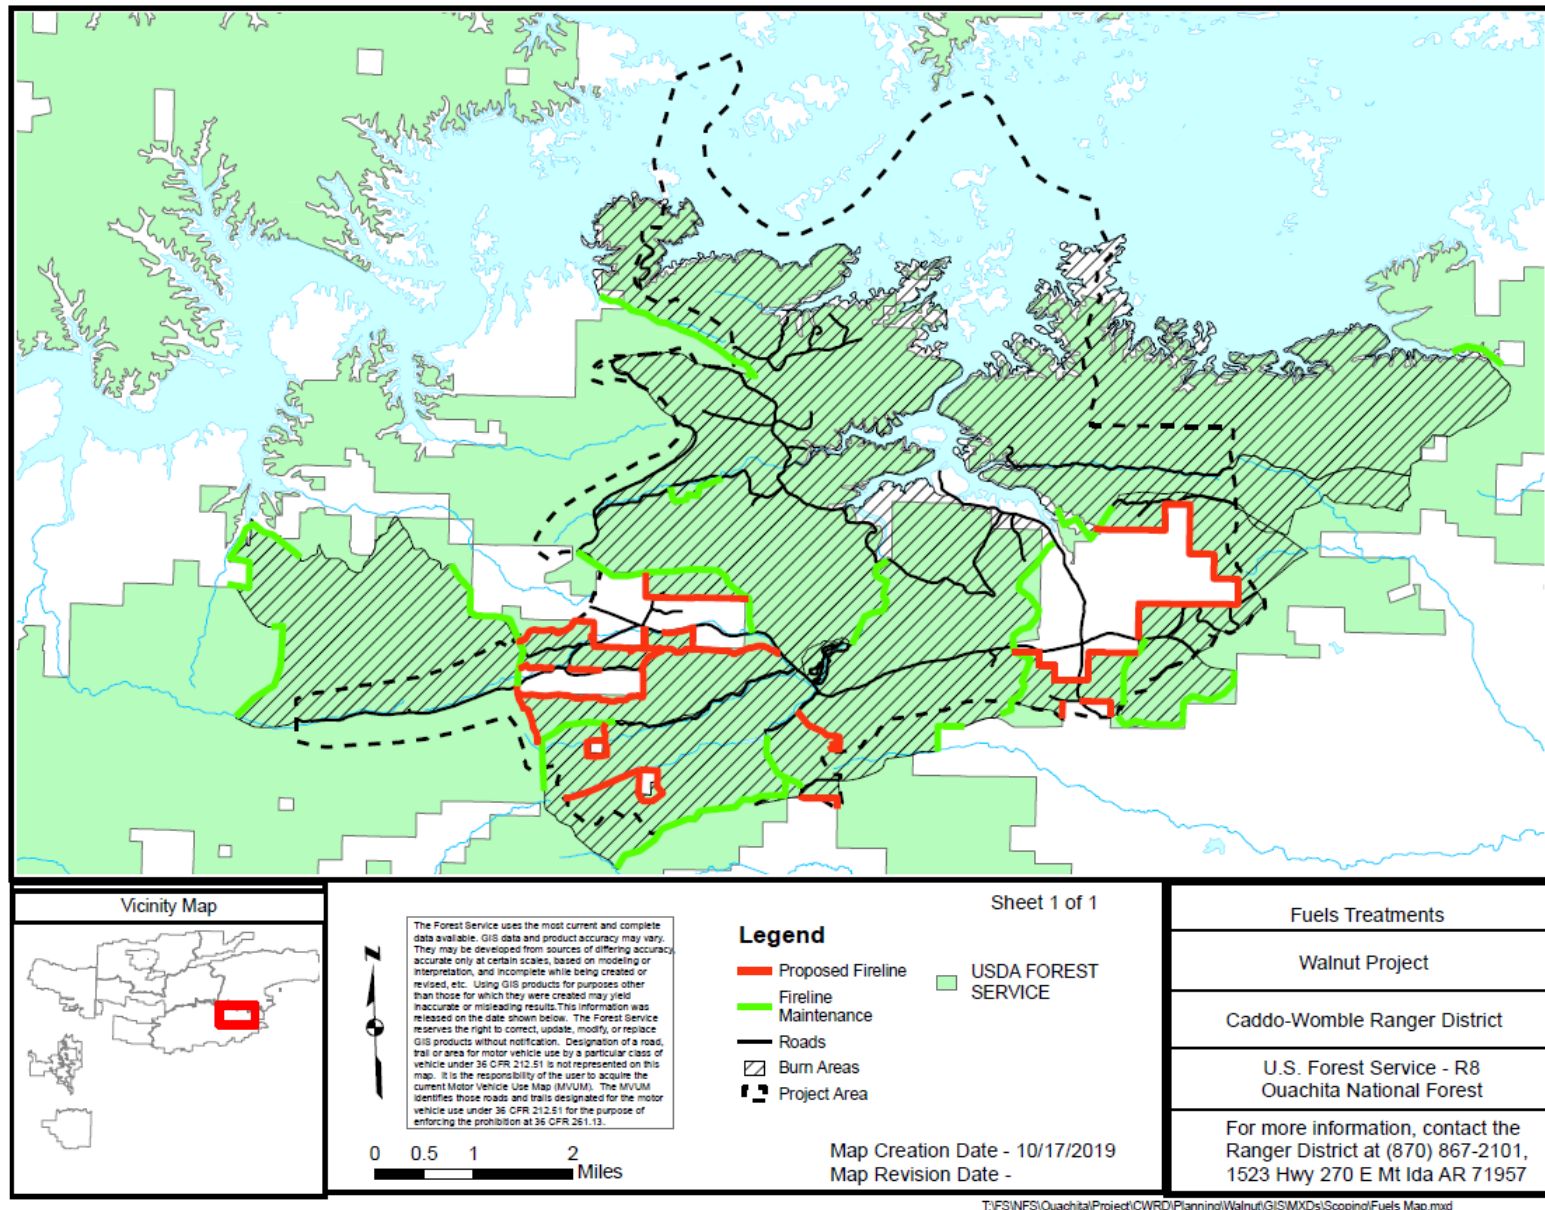 Vicinity Map
The Forest Service uses the most current and complete
data available. GIS data and product accuracy may vary.
They may be developed from sources of differing accuracy,
accurate only at certain scales, based on modeling or
interpretation, and incomplete while being created or
revised, etc. Using GIS products for purposes other
than those for which they were created may yield
inaccurate or misleading results.This information was
released on the date shown below. The Forest Service
reserves the right to correct, update, modify, or replace
GIS products without notification. Designation of a road,
trail or area for motor vehicle use by a particular class of
vehicle under 36 CFR 212.51 is not represented on this
map. It is the responsibility of the user to acquire the
current Motor Vehicle Use Map (MVUM). The MVUM
identifies those roads and trails designated for the motor
vehicle use under 36 CFR 212.51 for the purpose of
enforcing the prohibition at 36 CFR 261.13.
N
0 0.5 1 2
Miles
Sheet 1 of 1
Legend
Proposed Fireline
Fireline
Maintenance
Roads
Burn Areas
Project Area
USDA FOREST
SERVICE
Map Creation Date - 10/17/2019
Map Revision Date -
Fuels Treatments
Walnut Project
Caddo-Womble Ranger District
U.S. Forest Service - R8
Ouachita National Forest
For more information, contact the
Ranger District at (870) 867-2101,
1523 Hwy 270 E Mt Ida AR 71957
T:\FS\NFS\Ouachita\Project\CWRD\Planning\Walnut\GIS\MXDs\Scoping\Fuels Map.mxd